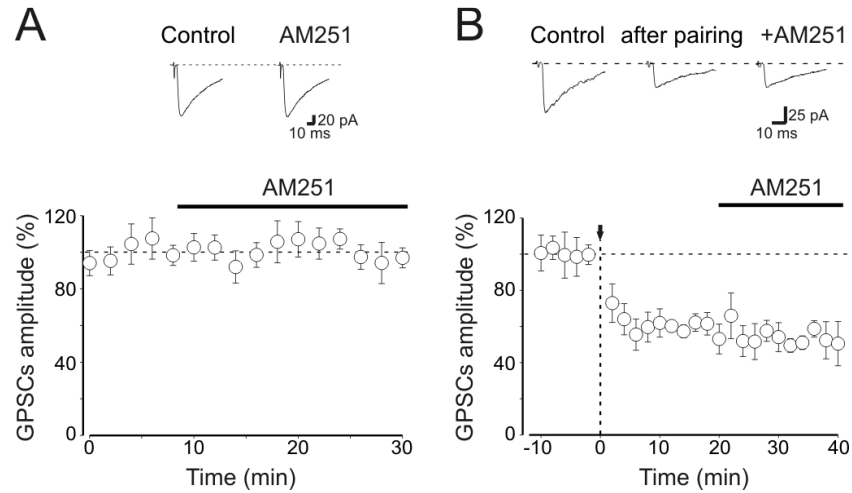 A
Control AM251
20 pA
10 ms
AM251
GPSCs amplitude (%)
120
80
40
0
0 10 20 30
Time (min)
B
Control after pairing +AM251
25 pA
10 ms
AM251
GPSCs amplitude (%)
120
80
40
0
-10 0 10 20 30 40
Time (min)